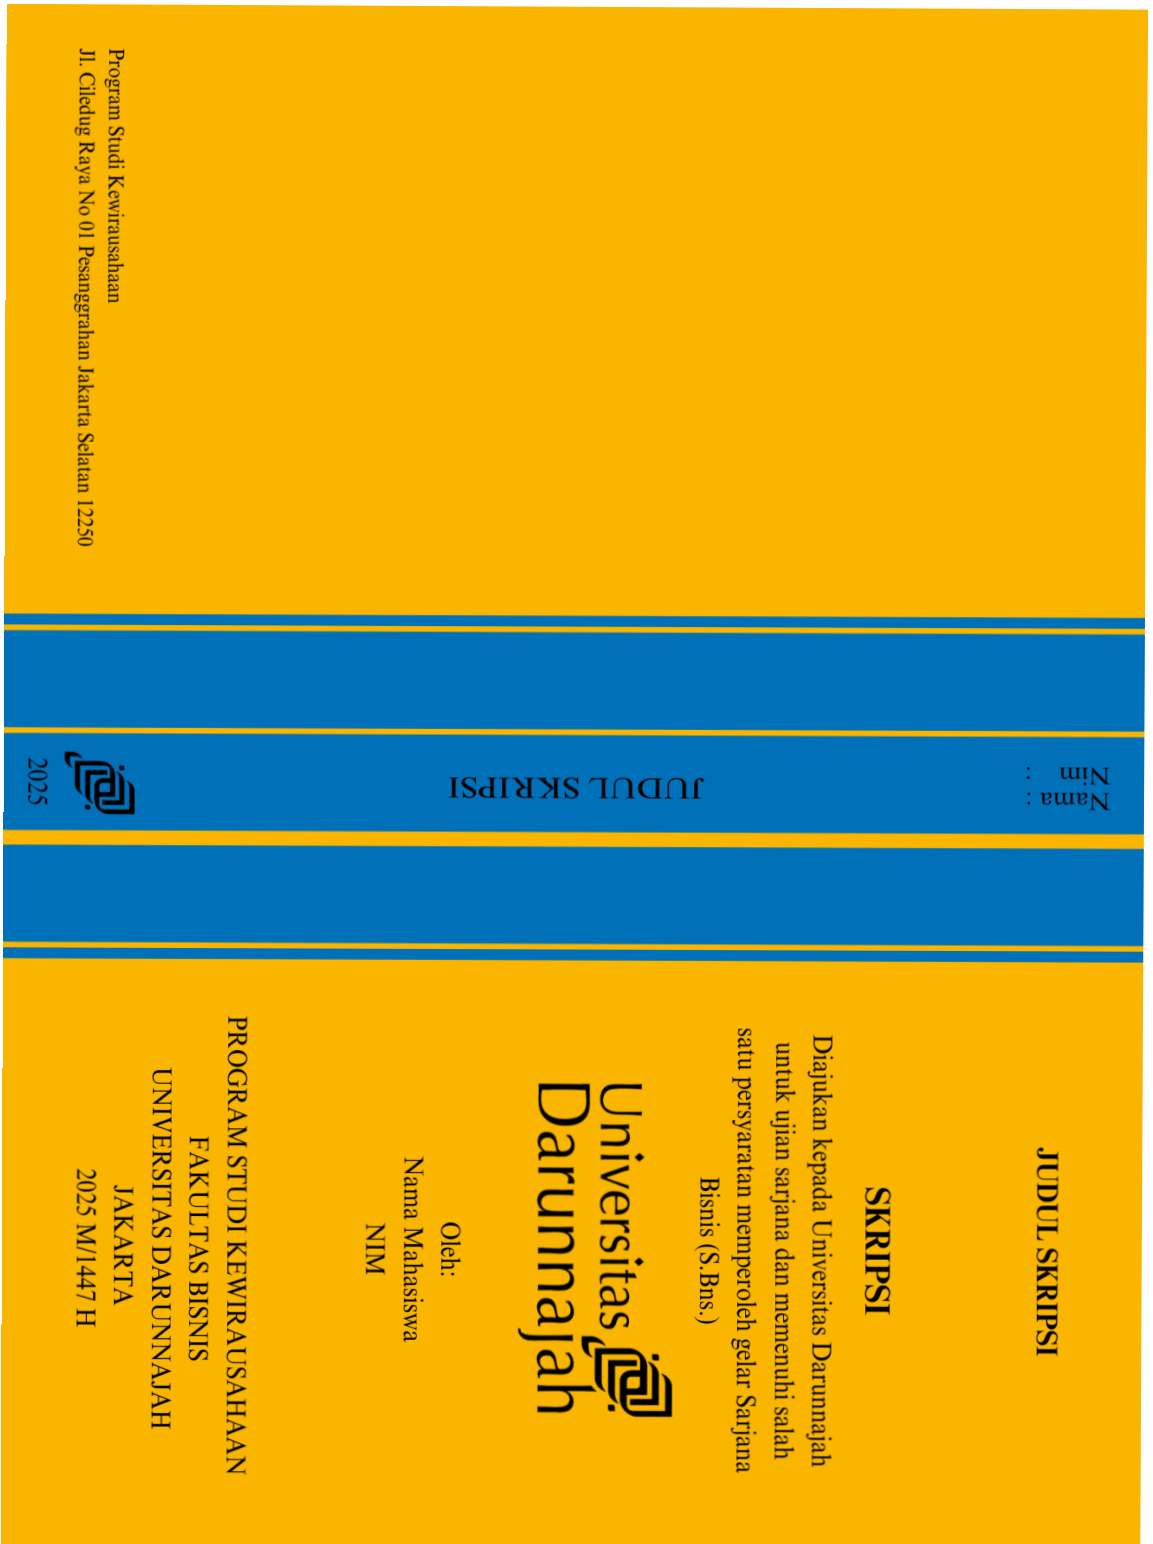 Program Studi Kewirausahaan
Jl. Ciledug Raya No 01 Pesanggrahan Jakarta Selatan 12250
Nama :
Nim :
JUDUL SKRIPSI
2025
JUDUL SKRIPSI
SKRIPSI
Diajukan kepada Universitas Darunnajah
untuk ujian sarjana dan memenuhi salah
satu persyaratan memperoleh gelar Sarjana
Bisnis (S.Bns.)
Universitas
Darunnajah
Oleh:
Nama Mahasiswa
NIM
PROGRAM STUDI KEWIRAUSAHAAN
FAKULTAS BISNIS
UNIVERSITAS DARUNNAJAH
JAKARTA
2025 M/1447 H